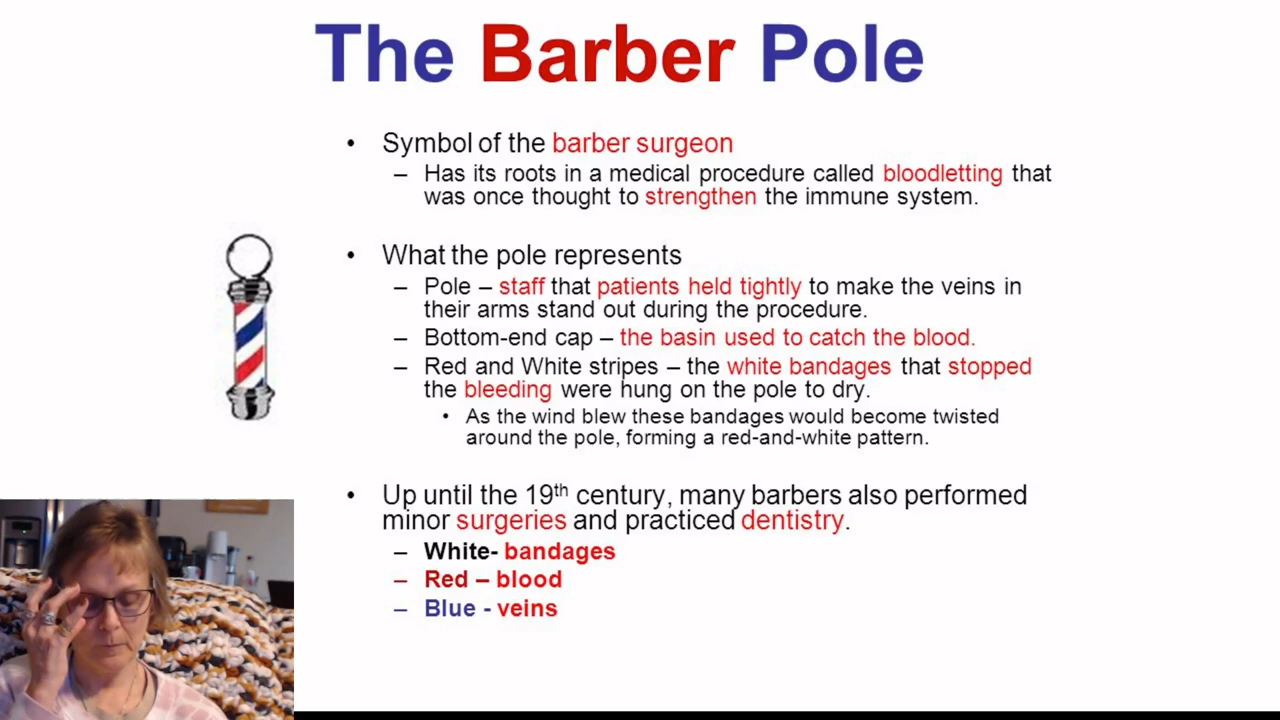 The Barber Pole
• Symbol of the barber surgeon
– Has its roots in a medical procedure called bloodletting that
was once thought to strengthen the immune system.
• What the pole represents
– Pole – staff that patients held tightly to make the veins in
their arms stand out during the procedure.
– Bottom-end cap – the basin used to catch the blood.
– Red and White stripes – the white bandages that stopped
the bleeding were hung on the pole to dry.
• As the wind blew these bandages would become twisted
around the pole, forming a red-and-white pattern.
• Up until the 19th century, many barbers also performed
minor surgeries and practiced dentistry.
– White- bandages
– Red – blood
– Blue - veins